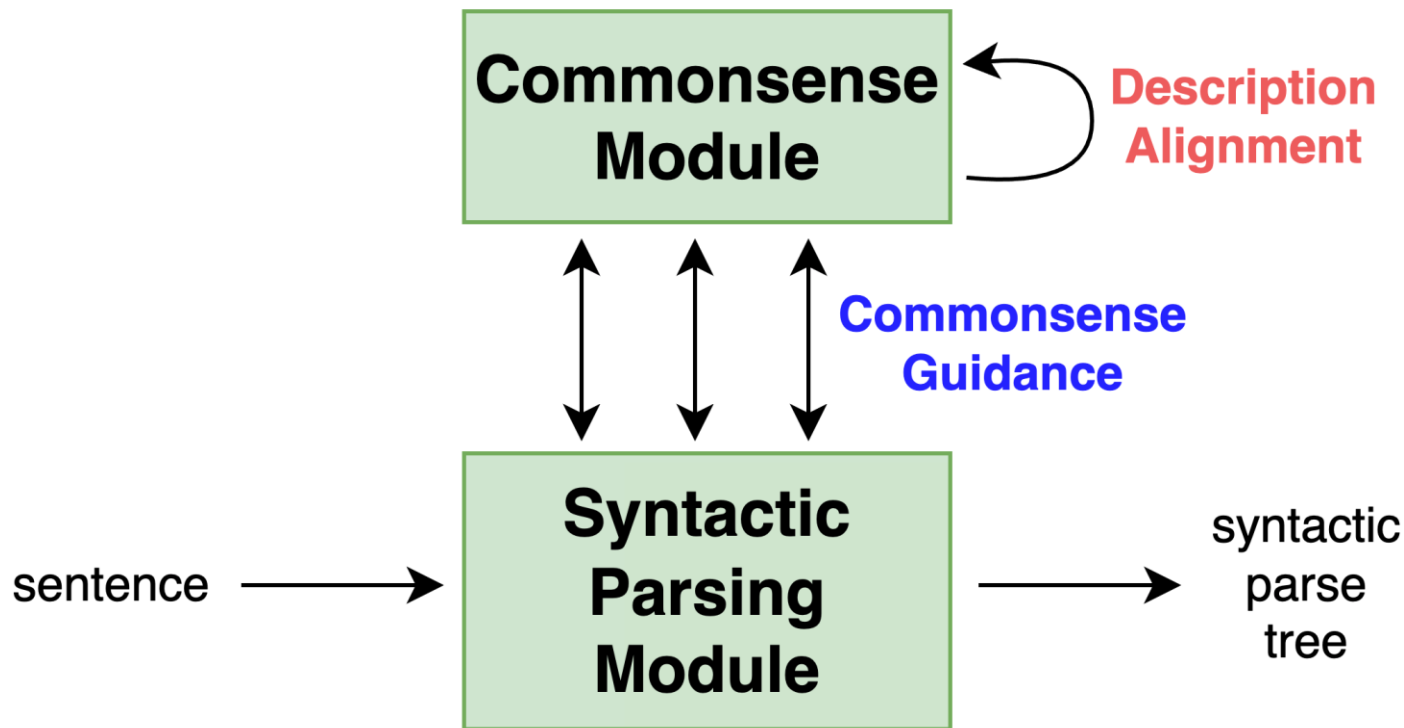 Commonsense
Module
Description
Alignment
Commonsense
Guidance
sentence
Syntactic
Parsing
Module
syntactic
parse
tree